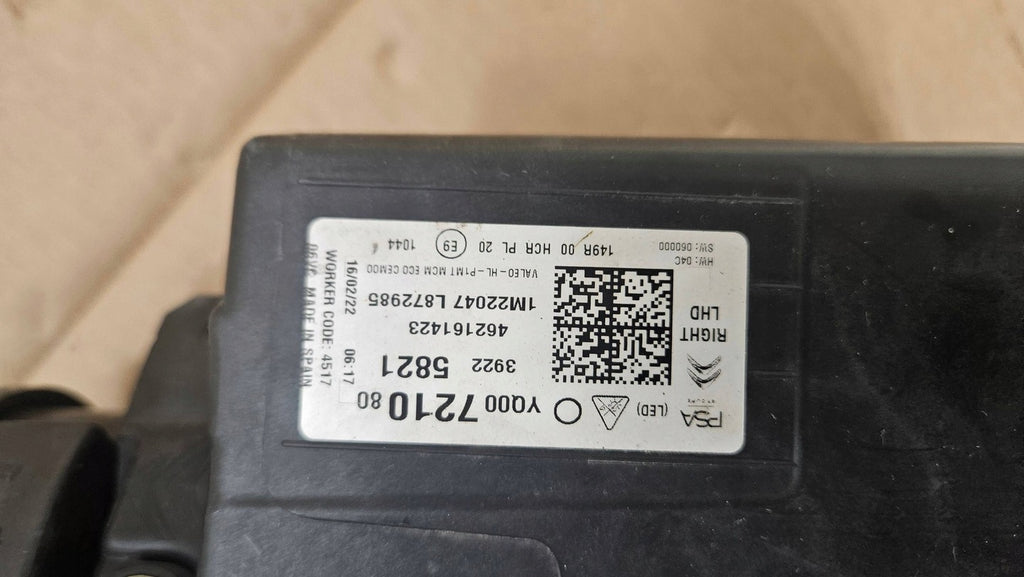 PSA
(LED)
YQ00 7210 80
3922 5821
RIGHT
LHD
462161423
1M22047 L872985
VALEO-HL-P1MT MCM ECO CEM00
HW: D4C
SW: 060000
149R 00 HCR PL 20 E9 1044
16/02/22 06:17
WORKER CODE: 4517
MADE IN SPAIN